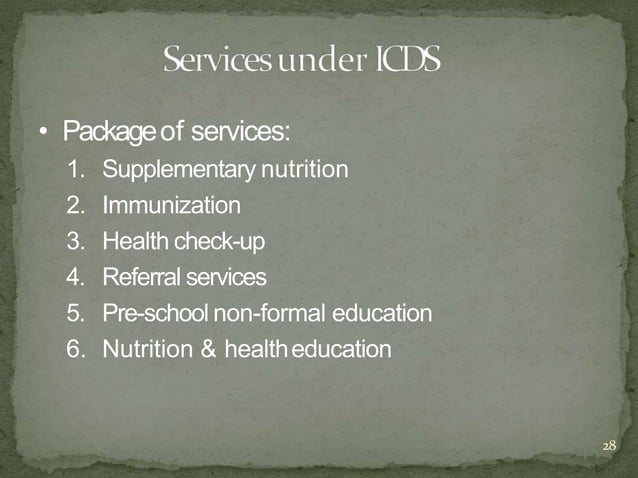 Services under ICDS
• Package of services:
1. Supplementary nutrition
2. Immunization
3. Health check-up
4. Referral services
5. Pre-school non-formal education
6. Nutrition & health education
28